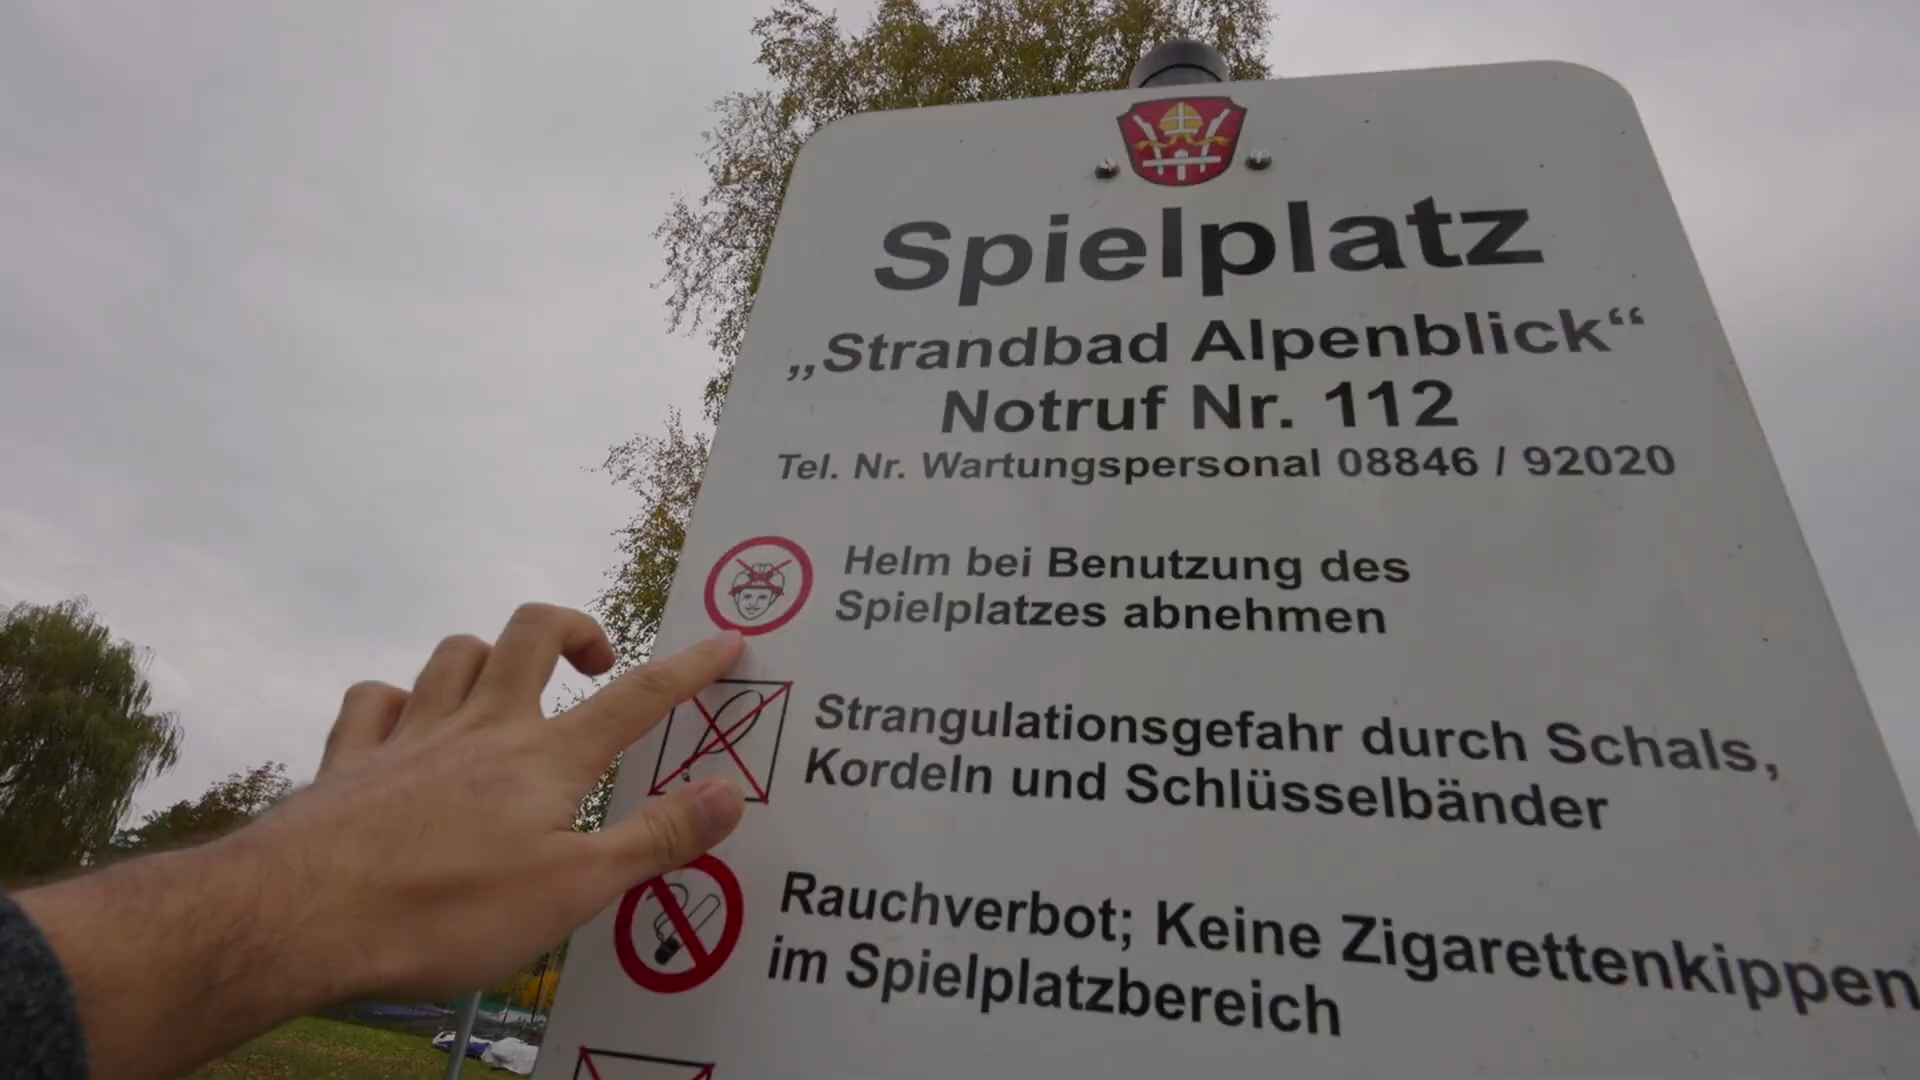 Spielplatz
„Strandbad Alpenblick“
Notruf Nr. 112
Tel. Nr. Wartungspersonal 08846 / 92020
Helm bei Benutzung des
Spielplatzes abnehmen
Strangulationsgefahr durch Schals,
Kordeln und Schlüsselbänder
Rauchverbot; Keine Zigarettenkippen
im Spielplatzbereich